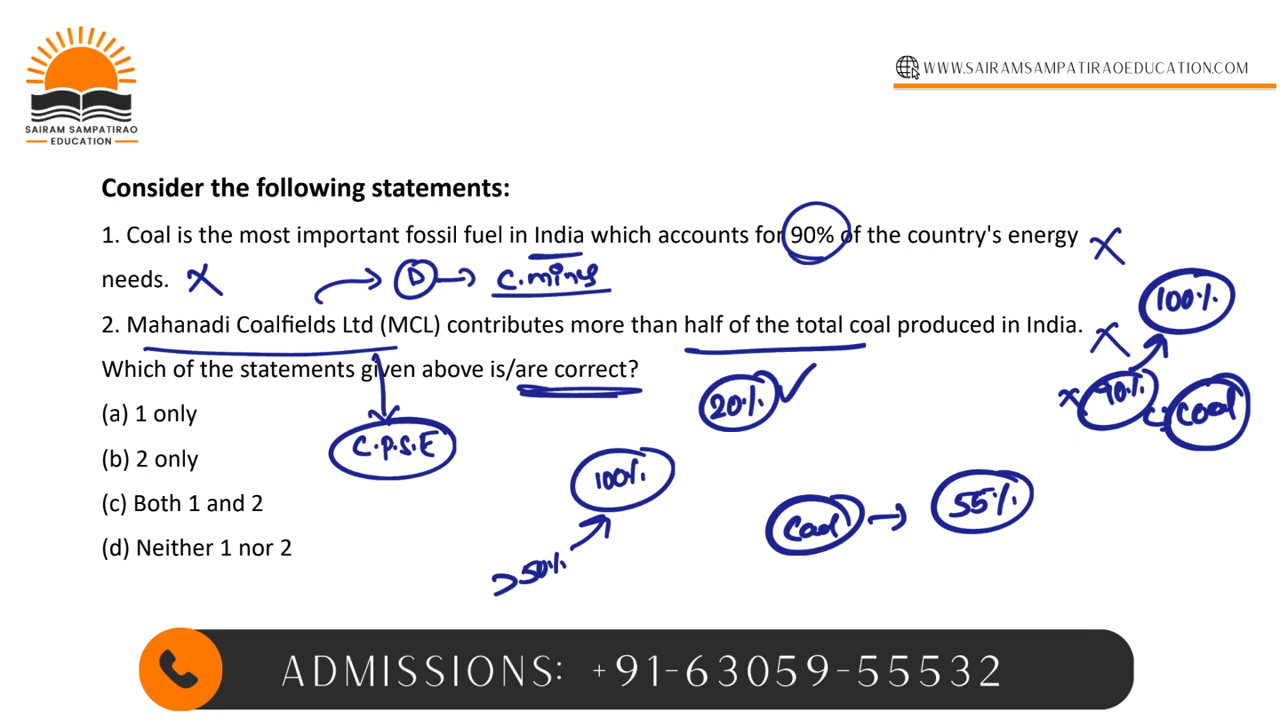 SAIRAM SAMPATIRAO
EDUCATION
WWW.SAIRAMSAMPATIRAOEDUCATION.COM
Consider the following statements:
1. Coal is the most important fossil fuel in India which accounts for 90% of the country's energy
needs. X X
D → C.mins
2. Mahanadi Coalfields Ltd (MCL) contributes more than half of the total coal produced in India. X
100%
Which of the statements given above is/are correct?
20% ✓
x 90% coal
(a) 1 only
C.P.S.E
(b) 2 only
100%
(c) Both 1 and 2
Coal → 55%
(d) Neither 1 nor 2
>50%
ADMISSIONS: +91-63059-55532